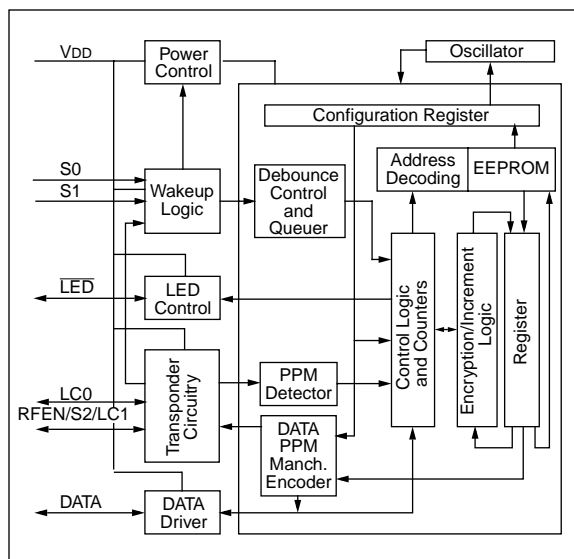 VDD
Power
Control
Oscillator
Configuration Register
S0
S1
Wakeup
Logic
Debounce
Control
and
Queuer
Address
Decoding
EEPROM
LED
LED
Control
Control Logic
and Counters
Encryption/Increment
Logic
Register
LC0
RFEN/S2/LC1
Transponder
Circuitry
PPM
Detector
DATA
PPM
Manch.
Encoder
DATA
DATA
Driver